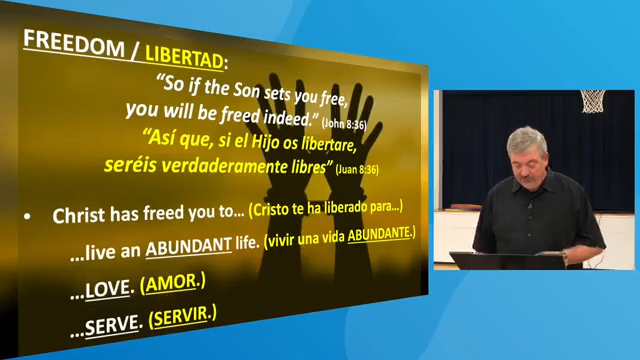 FREEDOM / LIBERTAD:
“So if the Son sets you free,
you will be freed indeed.” (John 8:36)
“Así que, si el Hijo os libertare,
seréis verdaderamente libres” (Juan 8:36)
• Christ has freed you to... (Cristo te ha liberado para...)
...live an ABUNDANT life. (vivir una vida ABUNDANTE.)
...LOVE. (AMOR.)
...SERVE. (SERVIR.)